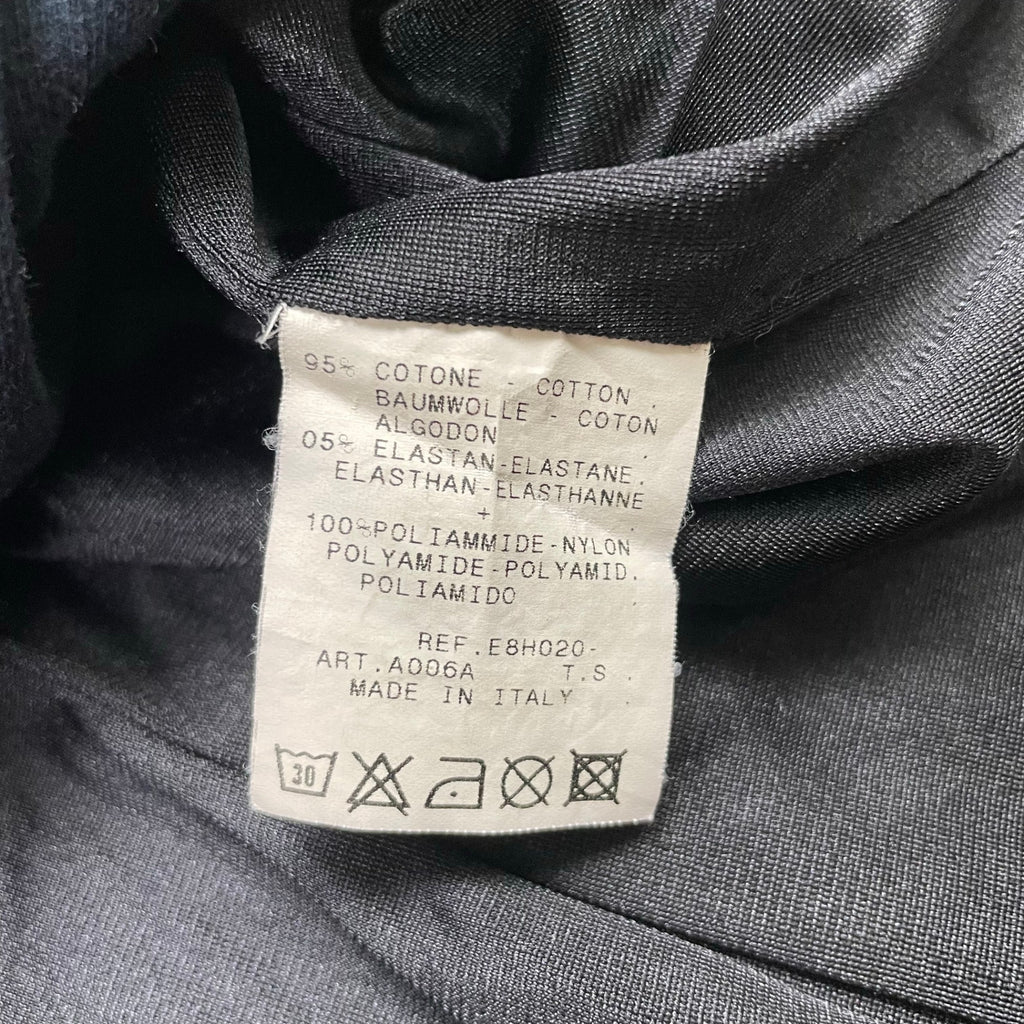 95% COTONE - COTTON .
BAUMWOLLE - COTON
ALGODON .
05% ELASTAN-ELASTANE.
ELASTHAN-ELASTHANNE
+
100%POLIAMMIDE-NYLON
POLYAMIDE-POLYAMID.
POLIAMIDO .
REF.E8H020-
ART.A006A T.S .
MADE IN ITALY .
30